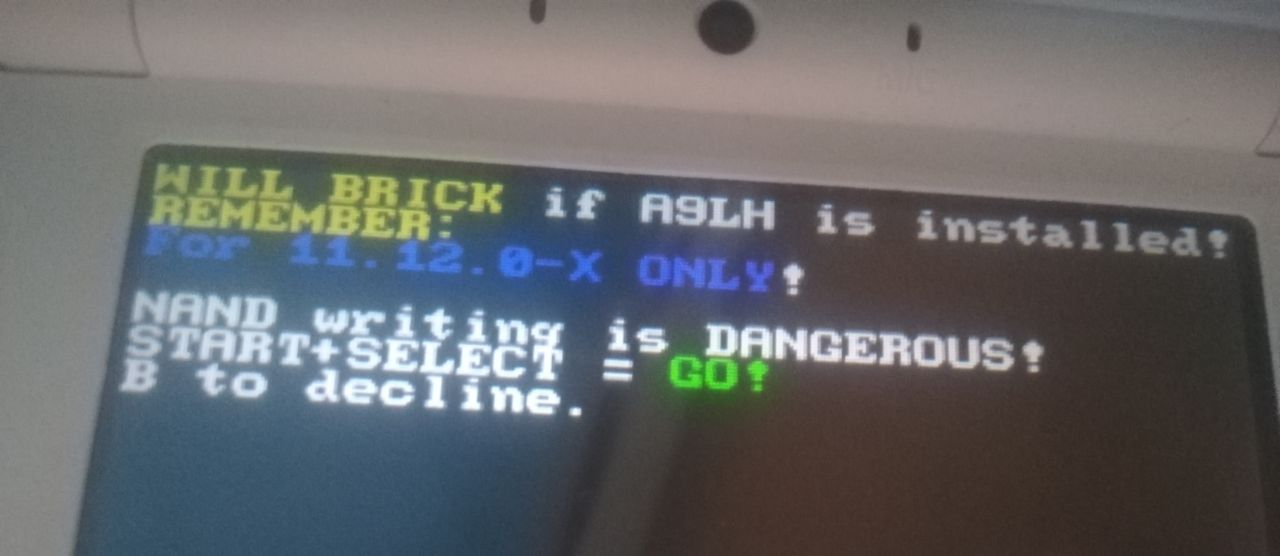 WILL BRICK if A9LH is installed!
REMEMBER:
For 11.12.0-X ONLY!
NAND writing is DANGEROUS!
START+SELECT = GO!
B to decline.